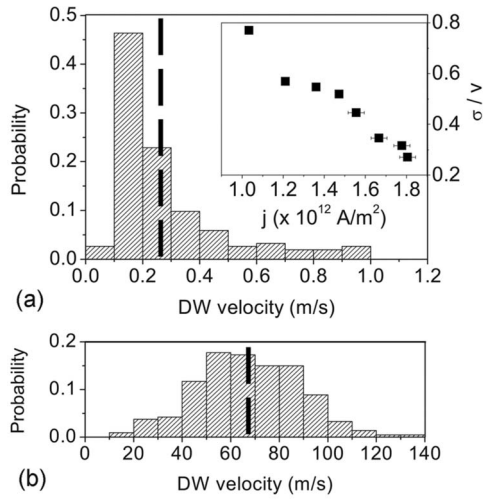 0.5
0.4
0.3
0.2
0.1
0.0
Probability
0.0 0.2 0.4 0.6 0.8 1.0 1.2
DW velocity (m/s)
(a)
0.8
0.6
0.4
0.2
σ / v
1.0 1.2 1.4 1.6 1.8
j (x 10¹² A/m²)
0.2
0.1
0.0
Probability
0 20 40 60 80 100 120 140
DW velocity (m/s)
(b)